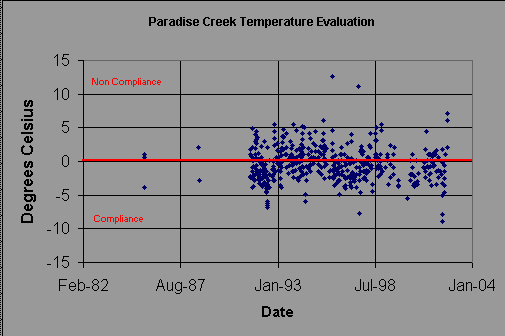 Paradise Creek Temperature Evaluation
15
Non Compliance
10
5
0
-5
Compliance
-10
-15
Degrees Celsius
Feb-82 Aug-87 Jan-93 Jul-98 Jan-04
Date